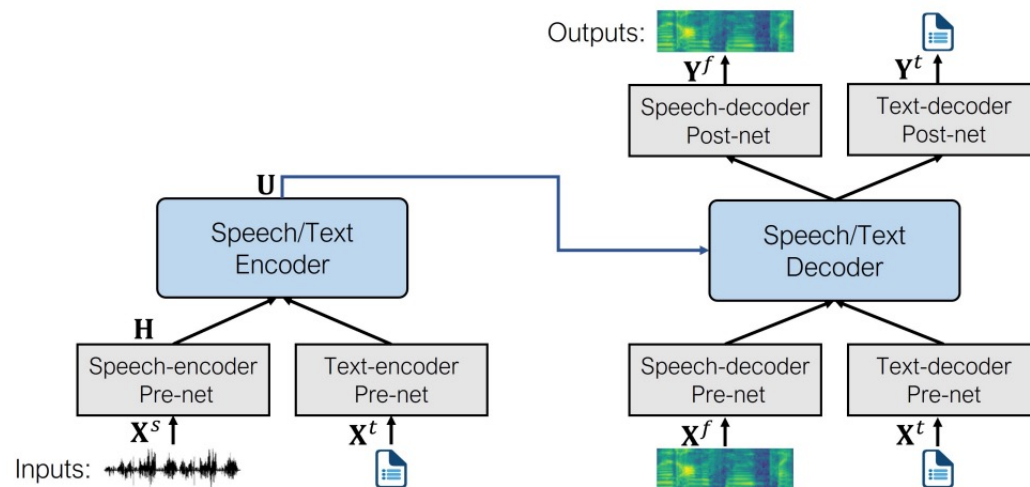 Outputs:
Y^f
Y^t
Speech-decoder
Post-net
Text-decoder
Post-net
U
Speech/Text
Encoder
Speech/Text
Decoder
H
Speech-encoder
Pre-net
Text-encoder
Pre-net
Speech-decoder
Pre-net
Text-decoder
Pre-net
X^s
X^t
X^f
X^t
Inputs: